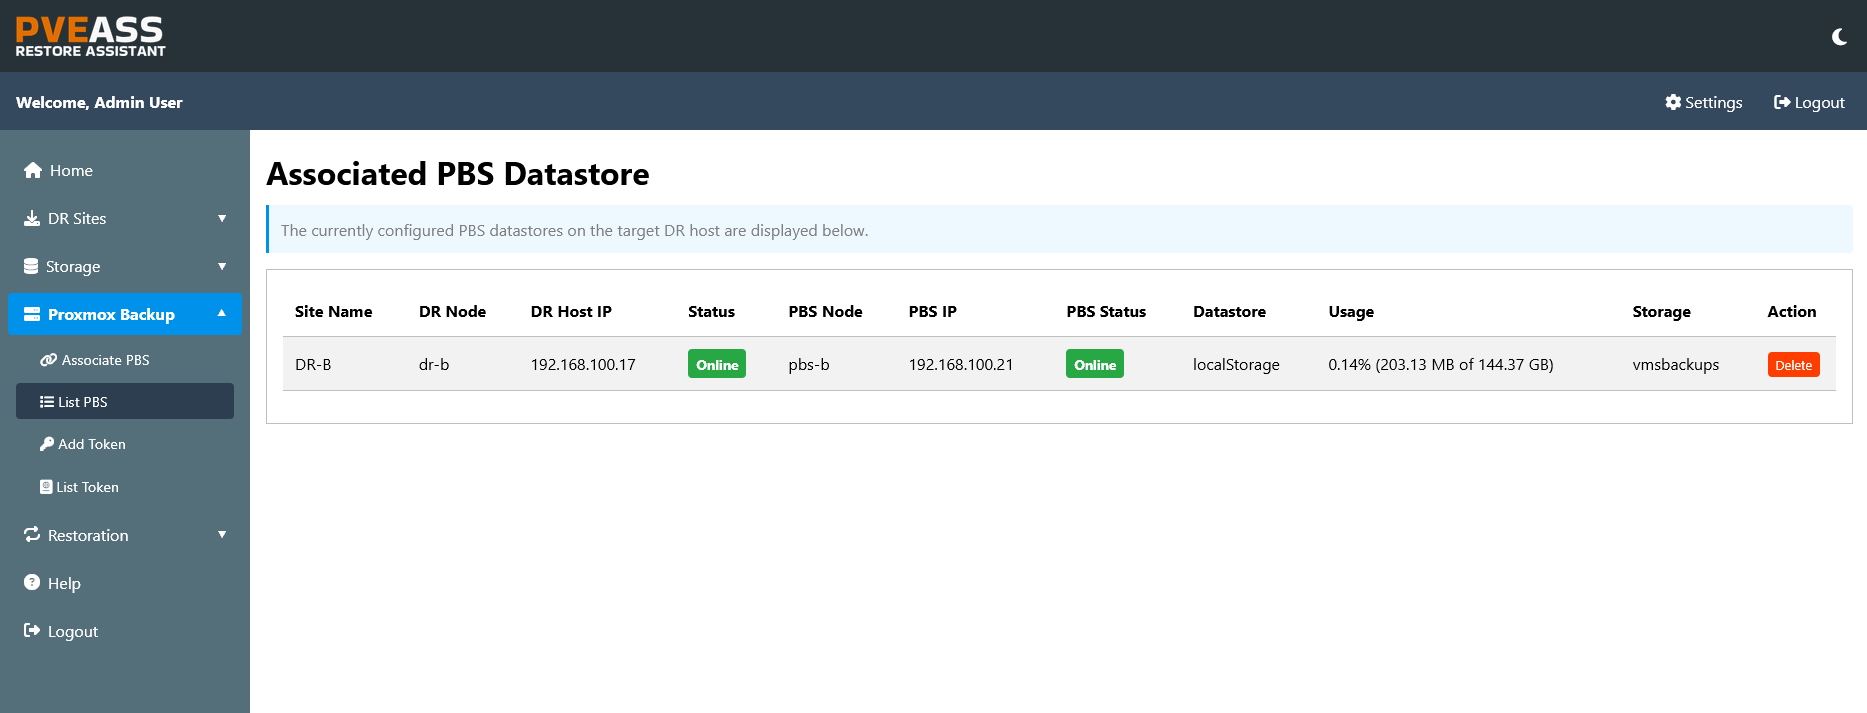 PVEASS
RESTORE ASSISTANT
Welcome, Admin User
Settings
Logout
Home
DR Sites
Storage
Proxmox Backup
Associate PBS
List PBS
Add Token
List Token
Restoration
Help
Logout
Associated PBS Datastore
The currently configured PBS datastores on the target DR host are displayed below.
Site Name DR Node DR Host IP Status PBS Node PBS IP PBS Status Datastore Usage Storage Action
DR-B dr-b 192.168.100.17 Online pbs-b 192.168.100.21 Online localStorage 0.14% (203.13 MB of 144.37 GB) vmsbackups Delete